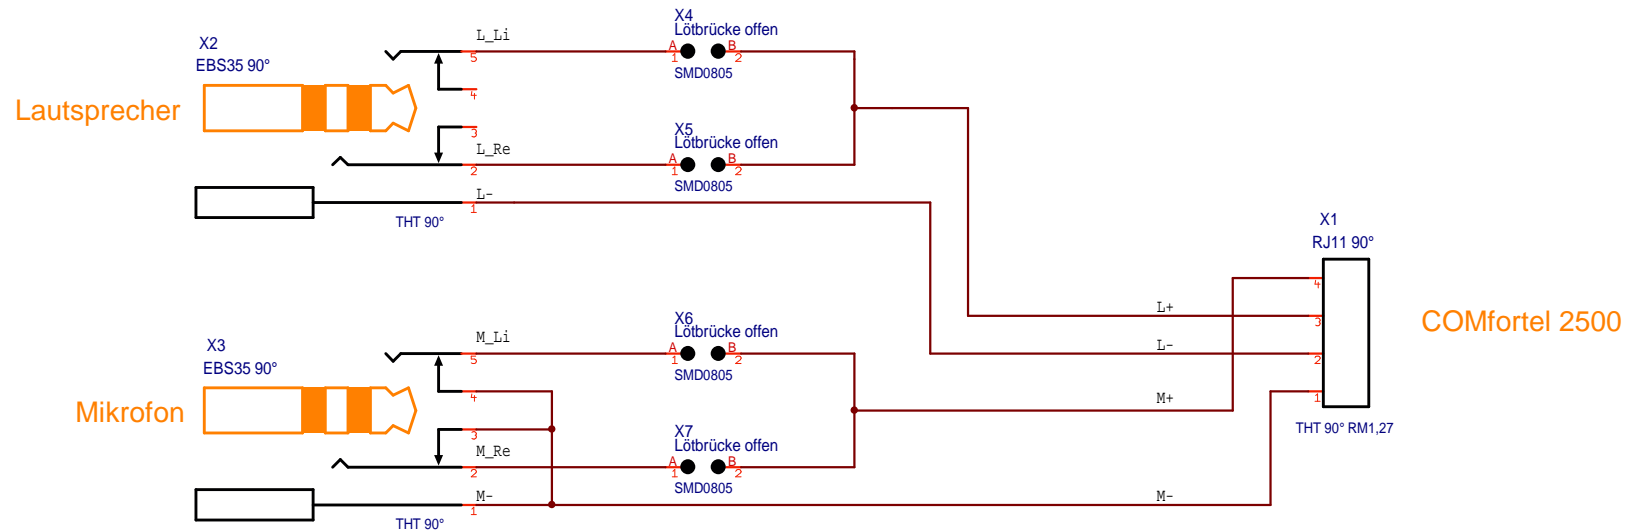 X2
EBS35 90°
Lautsprecher
L_Li
5
4
3
L_Re
2
L-
1
THT 90°
X4
Lötbrücke offen
A B
1 2
SMD0805
X5
Lötbrücke offen
A B
1 2
SMD0805
X3
EBS35 90°
Mikrofon
M_Li
5
4
3
M_Re
2
M-
1
THT 90°
X6
Lötbrücke offen
A B
1 2
SMD0805
X7
Lötbrücke offen
A B
1 2
SMD0805
L+
L-
M+
M-
X1
RJ11 90°
4
3
2
1
THT 90° RM1,27
COMfortel 2500